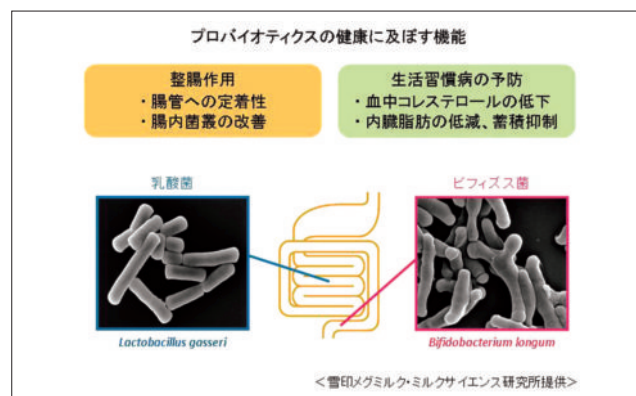 プロバイオティクスの健康に及ぼす機能
整腸作用
・腸管への定着性
・腸内菌叢の改善
生活習慣病の予防
・血中コレステロールの低下
・内臓脂肪の低減、蓄積抑制
乳酸菌
ビフィズス菌
Lactobacillus gasseri
Bifidobacterium longum
＜雪印メグミルク・ミルクサイエンス研究所提供＞